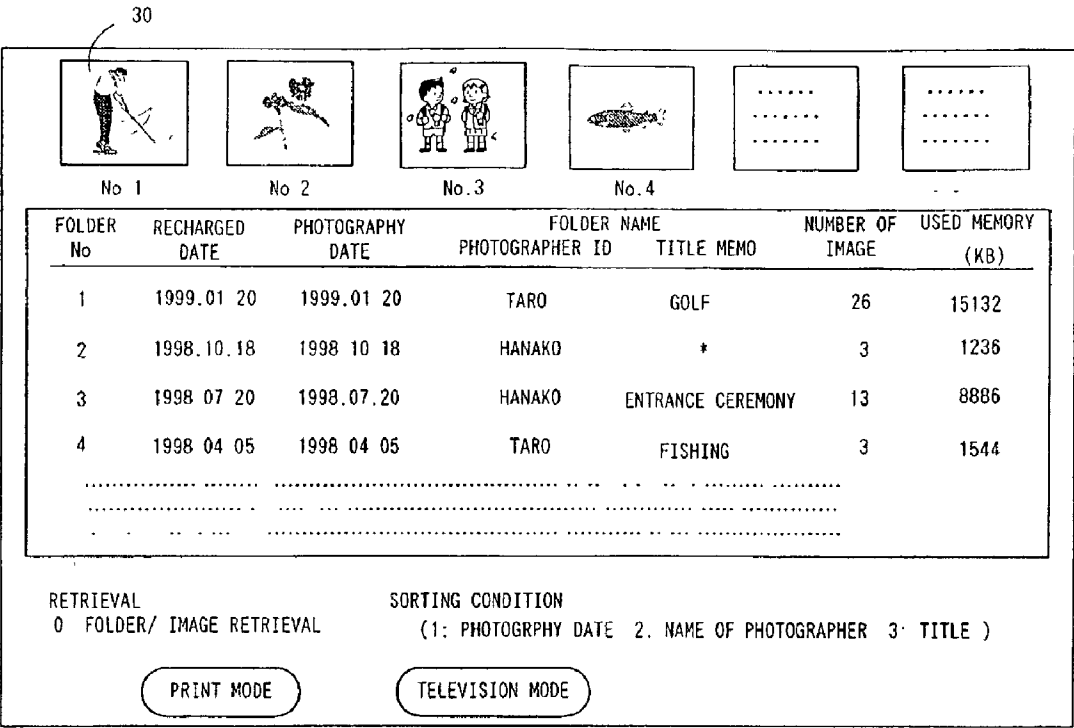 30
No 1 No 2 No.3 No.4
FOLDER RECHARGED PHOTOGRAPHY FOLDER NAME NUMBER OF USED MEMORY
No DATE DATE PHOTOGRAPHER ID TITLE MEMO IMAGE (KB)
1 1999.01 20 1999.01 20 TARO GOLF 26 15132
2 1998.10.18 1998 10 18 HANAKO * 3 1236
3 1998 07 20 1998.07.20 HANAKO ENTRANCE CEREMONY 13 8886
4 1998 04 05 1998 04 05 TARO FISHING 3 1544
RETRIEVAL SORTING CONDITION
0 FOLDER/ IMAGE RETRIEVAL (1: PHOTOGRPHY DATE 2. NAME OF PHOTOGRAPHER 3· TITLE )
PRINT MODE TELEVISION MODE